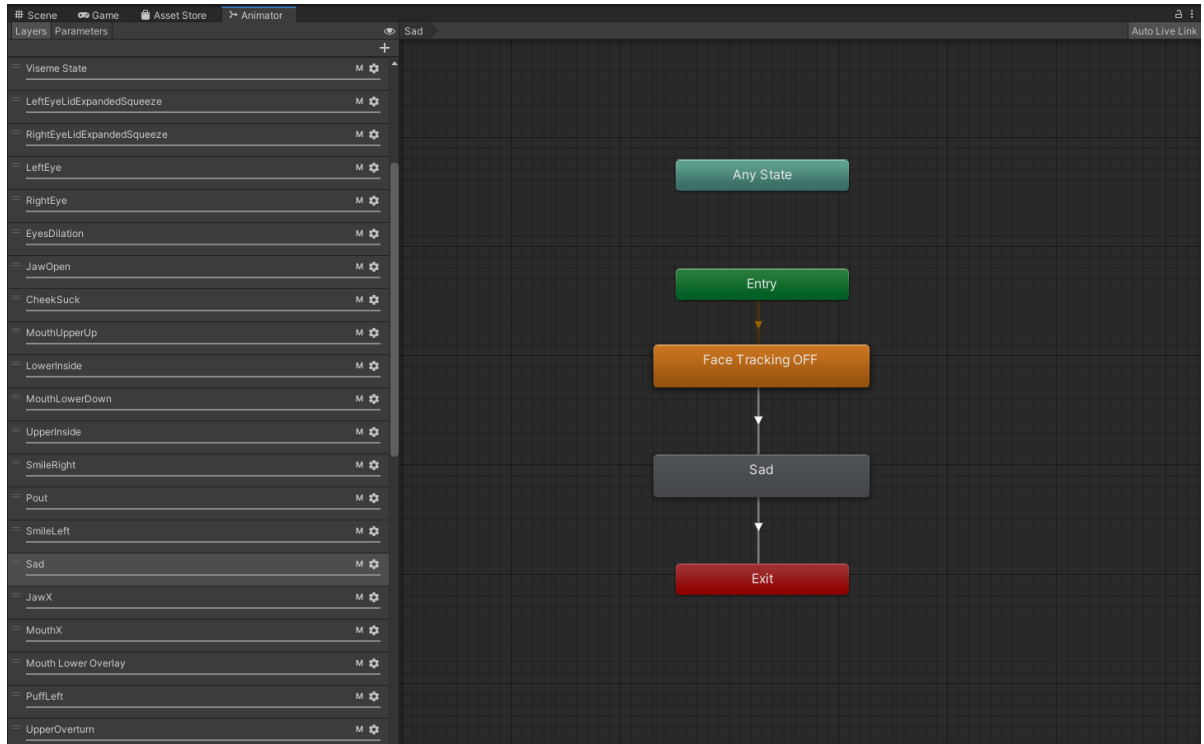 Scene Game Asset Store Animator
Layers Parameters Sad Auto Live Link
+
Viseme State M
LeftEyeLidExpandedSqueeze M
RightEyeLidExpandedSqueeze M
LeftEye M
RightEye M
EyesDilation M
JawOpen M
CheekSuck M
MouthUpperUp M
LowerInside M
MouthLowerDown M
UpperInside M
SmileRight M
Pout M
SmileLeft M
Sad M
JawX M
MouthX M
Mouth Lower Overlay M
PuffLeft M
UpperOverturn M
Any State
Entry
Face Tracking OFF
Sad
Exit